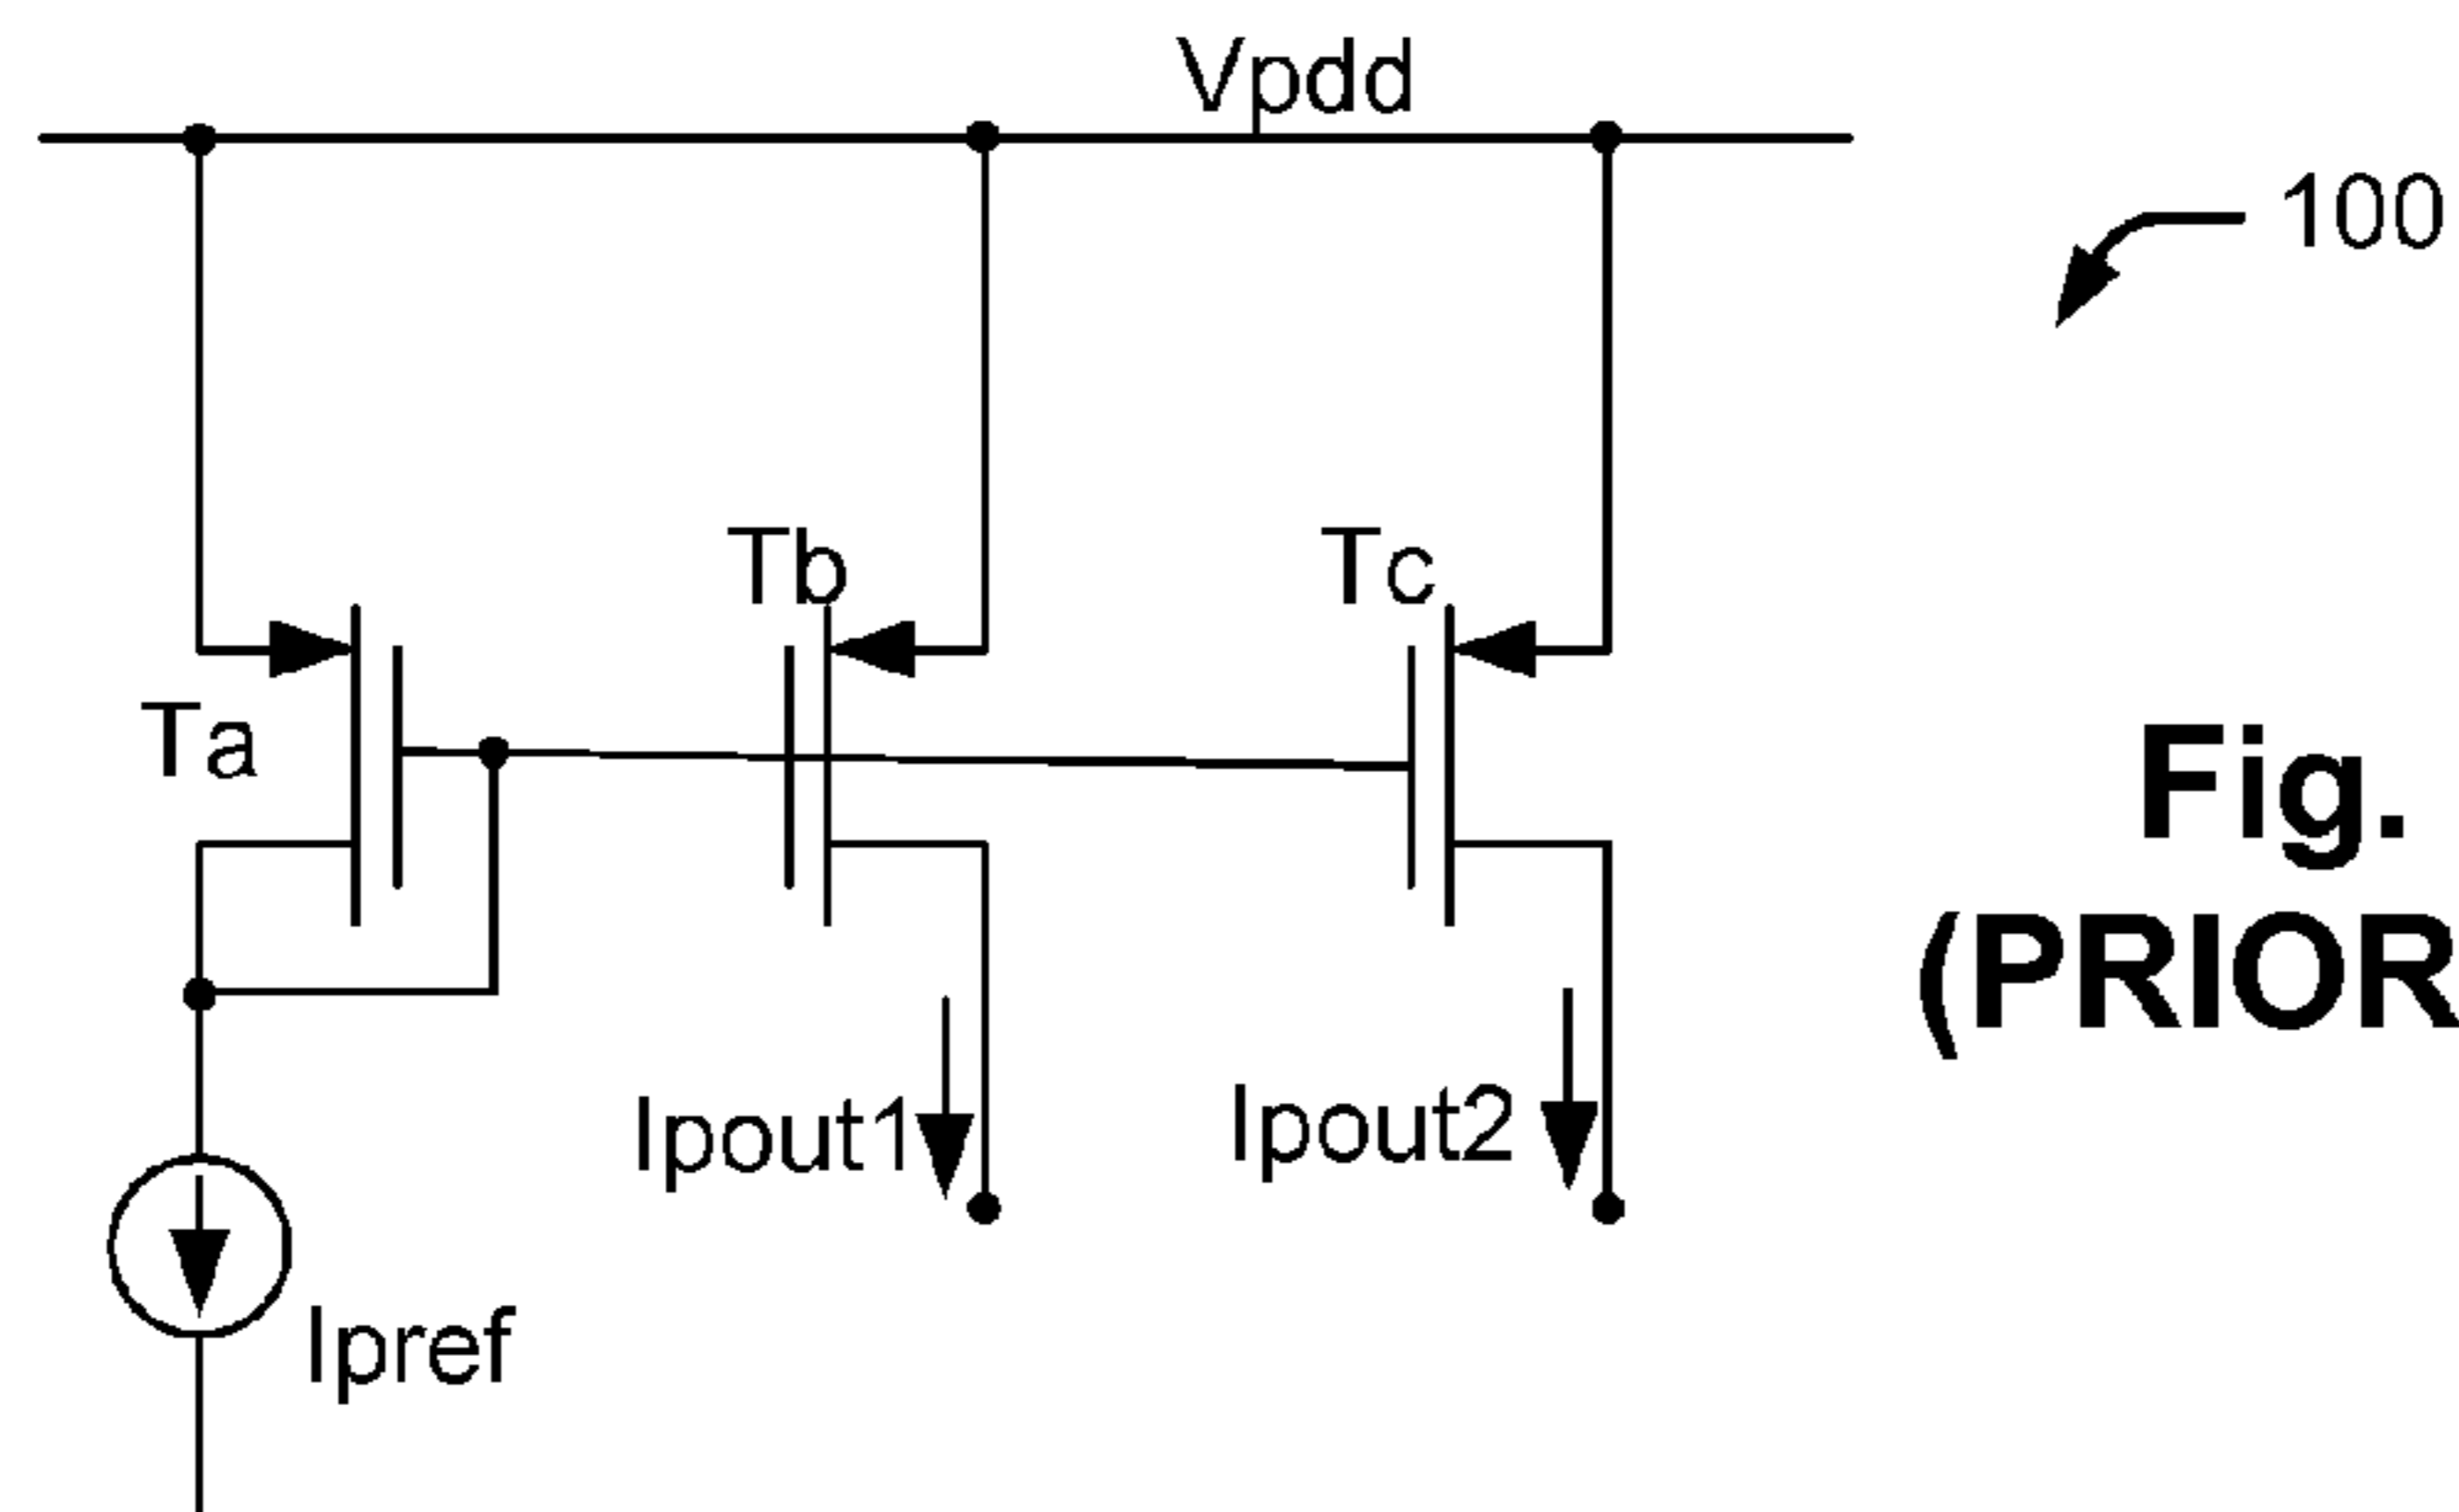 Vpdd
100
Tb
Tc
Ta
Fig.
(PRIOR
Ipout1
Ipout2
Ipref